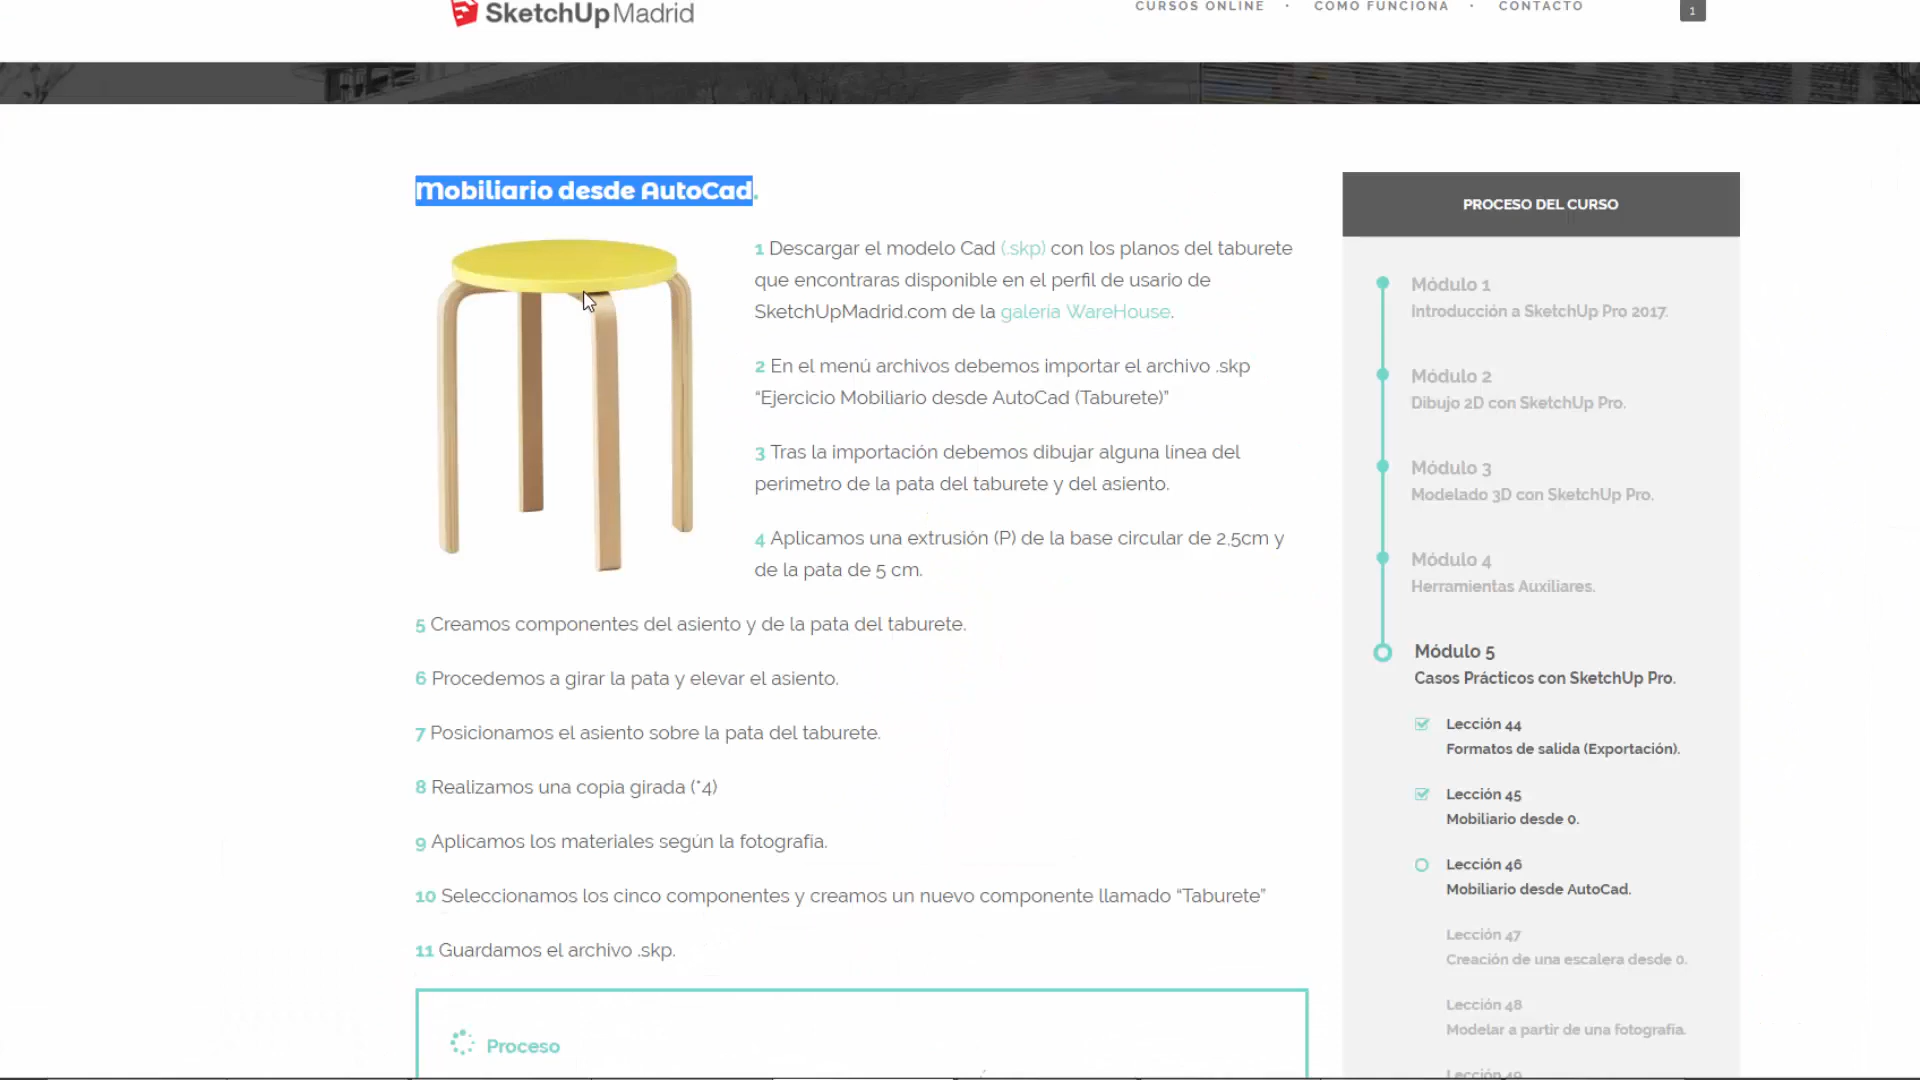 SketchUpMadrid
CURSOS ONLINE · COMO FUNCIONA · CONTACTO
1
Mobiliario desde AutoCad.
1 Descargar el modelo Cad (.skp) con los planos del taburete
que encontraras disponible en el perfil de usario de
SketchUpMadrid.com de la galería WareHouse.
2 En el menú archivos debemos importar el archivo .skp
“Ejercicio Mobiliario desde AutoCad (Taburete)”
3 Tras la importación debemos dibujar alguna línea del
perimetro de la pata del taburete y del asiento.
4 Aplicamos una extrusión (P) de la base circular de 2,5cm y
de la pata de 5 cm.
5 Creamos componentes del asiento y de la pata del taburete.
6 Procedemos a girar la pata y elevar el asiento.
7 Posicionamos el asiento sobre la pata del taburete.
8 Realizamos una copia girada (*4)
9 Aplicamos los materiales según la fotografía.
10 Seleccionamos los cinco componentes y creamos un nuevo componente llamado “Taburete”
11 Guardamos el archivo .skp.
Proceso
PROCESO DEL CURSO
Módulo 1
Introducción a SketchUp Pro 2017.
Módulo 2
Dibujo 2D con SketchUp Pro.
Módulo 3
Modelado 3D con SketchUp Pro.
Módulo 4
Herramientas Auxiliares.
Módulo 5
Casos Prácticos con SketchUp Pro.
Lección 44
Formatos de salida (Exportación).
Lección 45
Mobiliario desde 0.
Lección 46
Mobiliario desde AutoCad.
Lección 47
Creación de una escalera desde 0.
Lección 48
Modelar a partir de una fotografía.
Lección 49